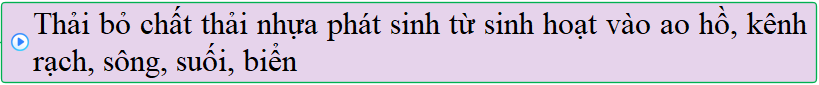 Thải bỏ chất thải nhựa phát sinh từ sinh hoạt vào ao hồ, kênh
rạch, sông, suối, biển